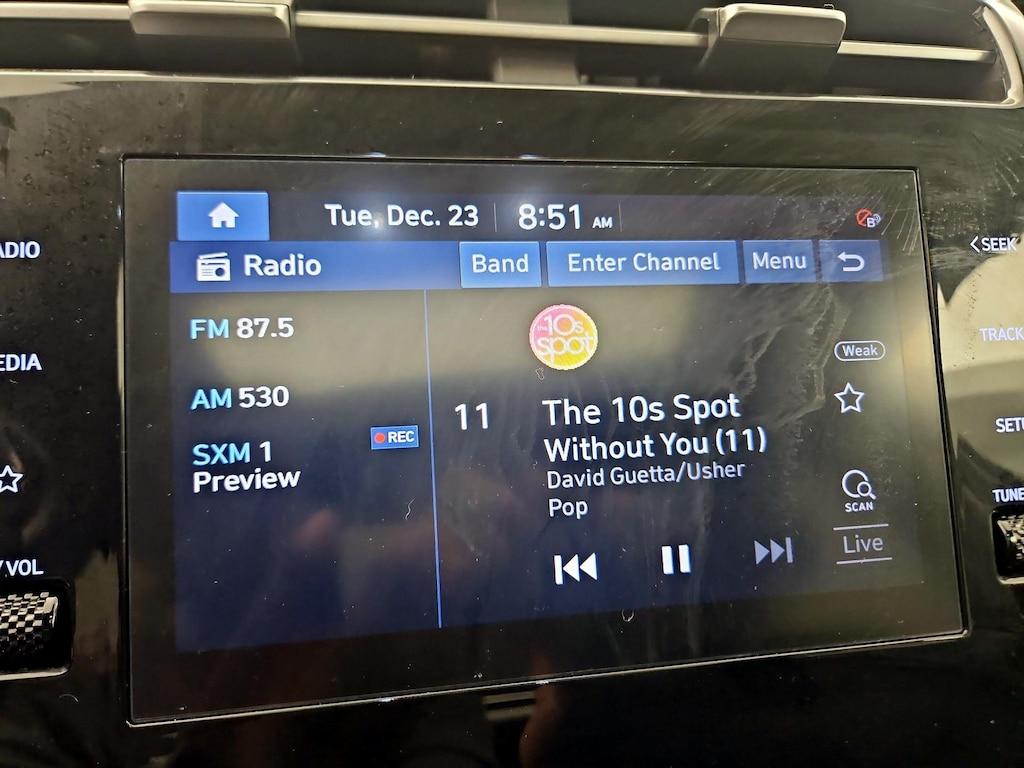 Tue, Dec. 23 8:51 AM
B
Radio Band Enter Channel Menu
FM 87.5
AM 530
SXM 1
Preview
REC
the 10s spot
Weak
11 The 10s Spot
Without You (11)
David Guetta/Usher
Pop
SCAN
Live
ADIO
EDIA
/VOL
<SEEK
TRACK
SETU
TUNE